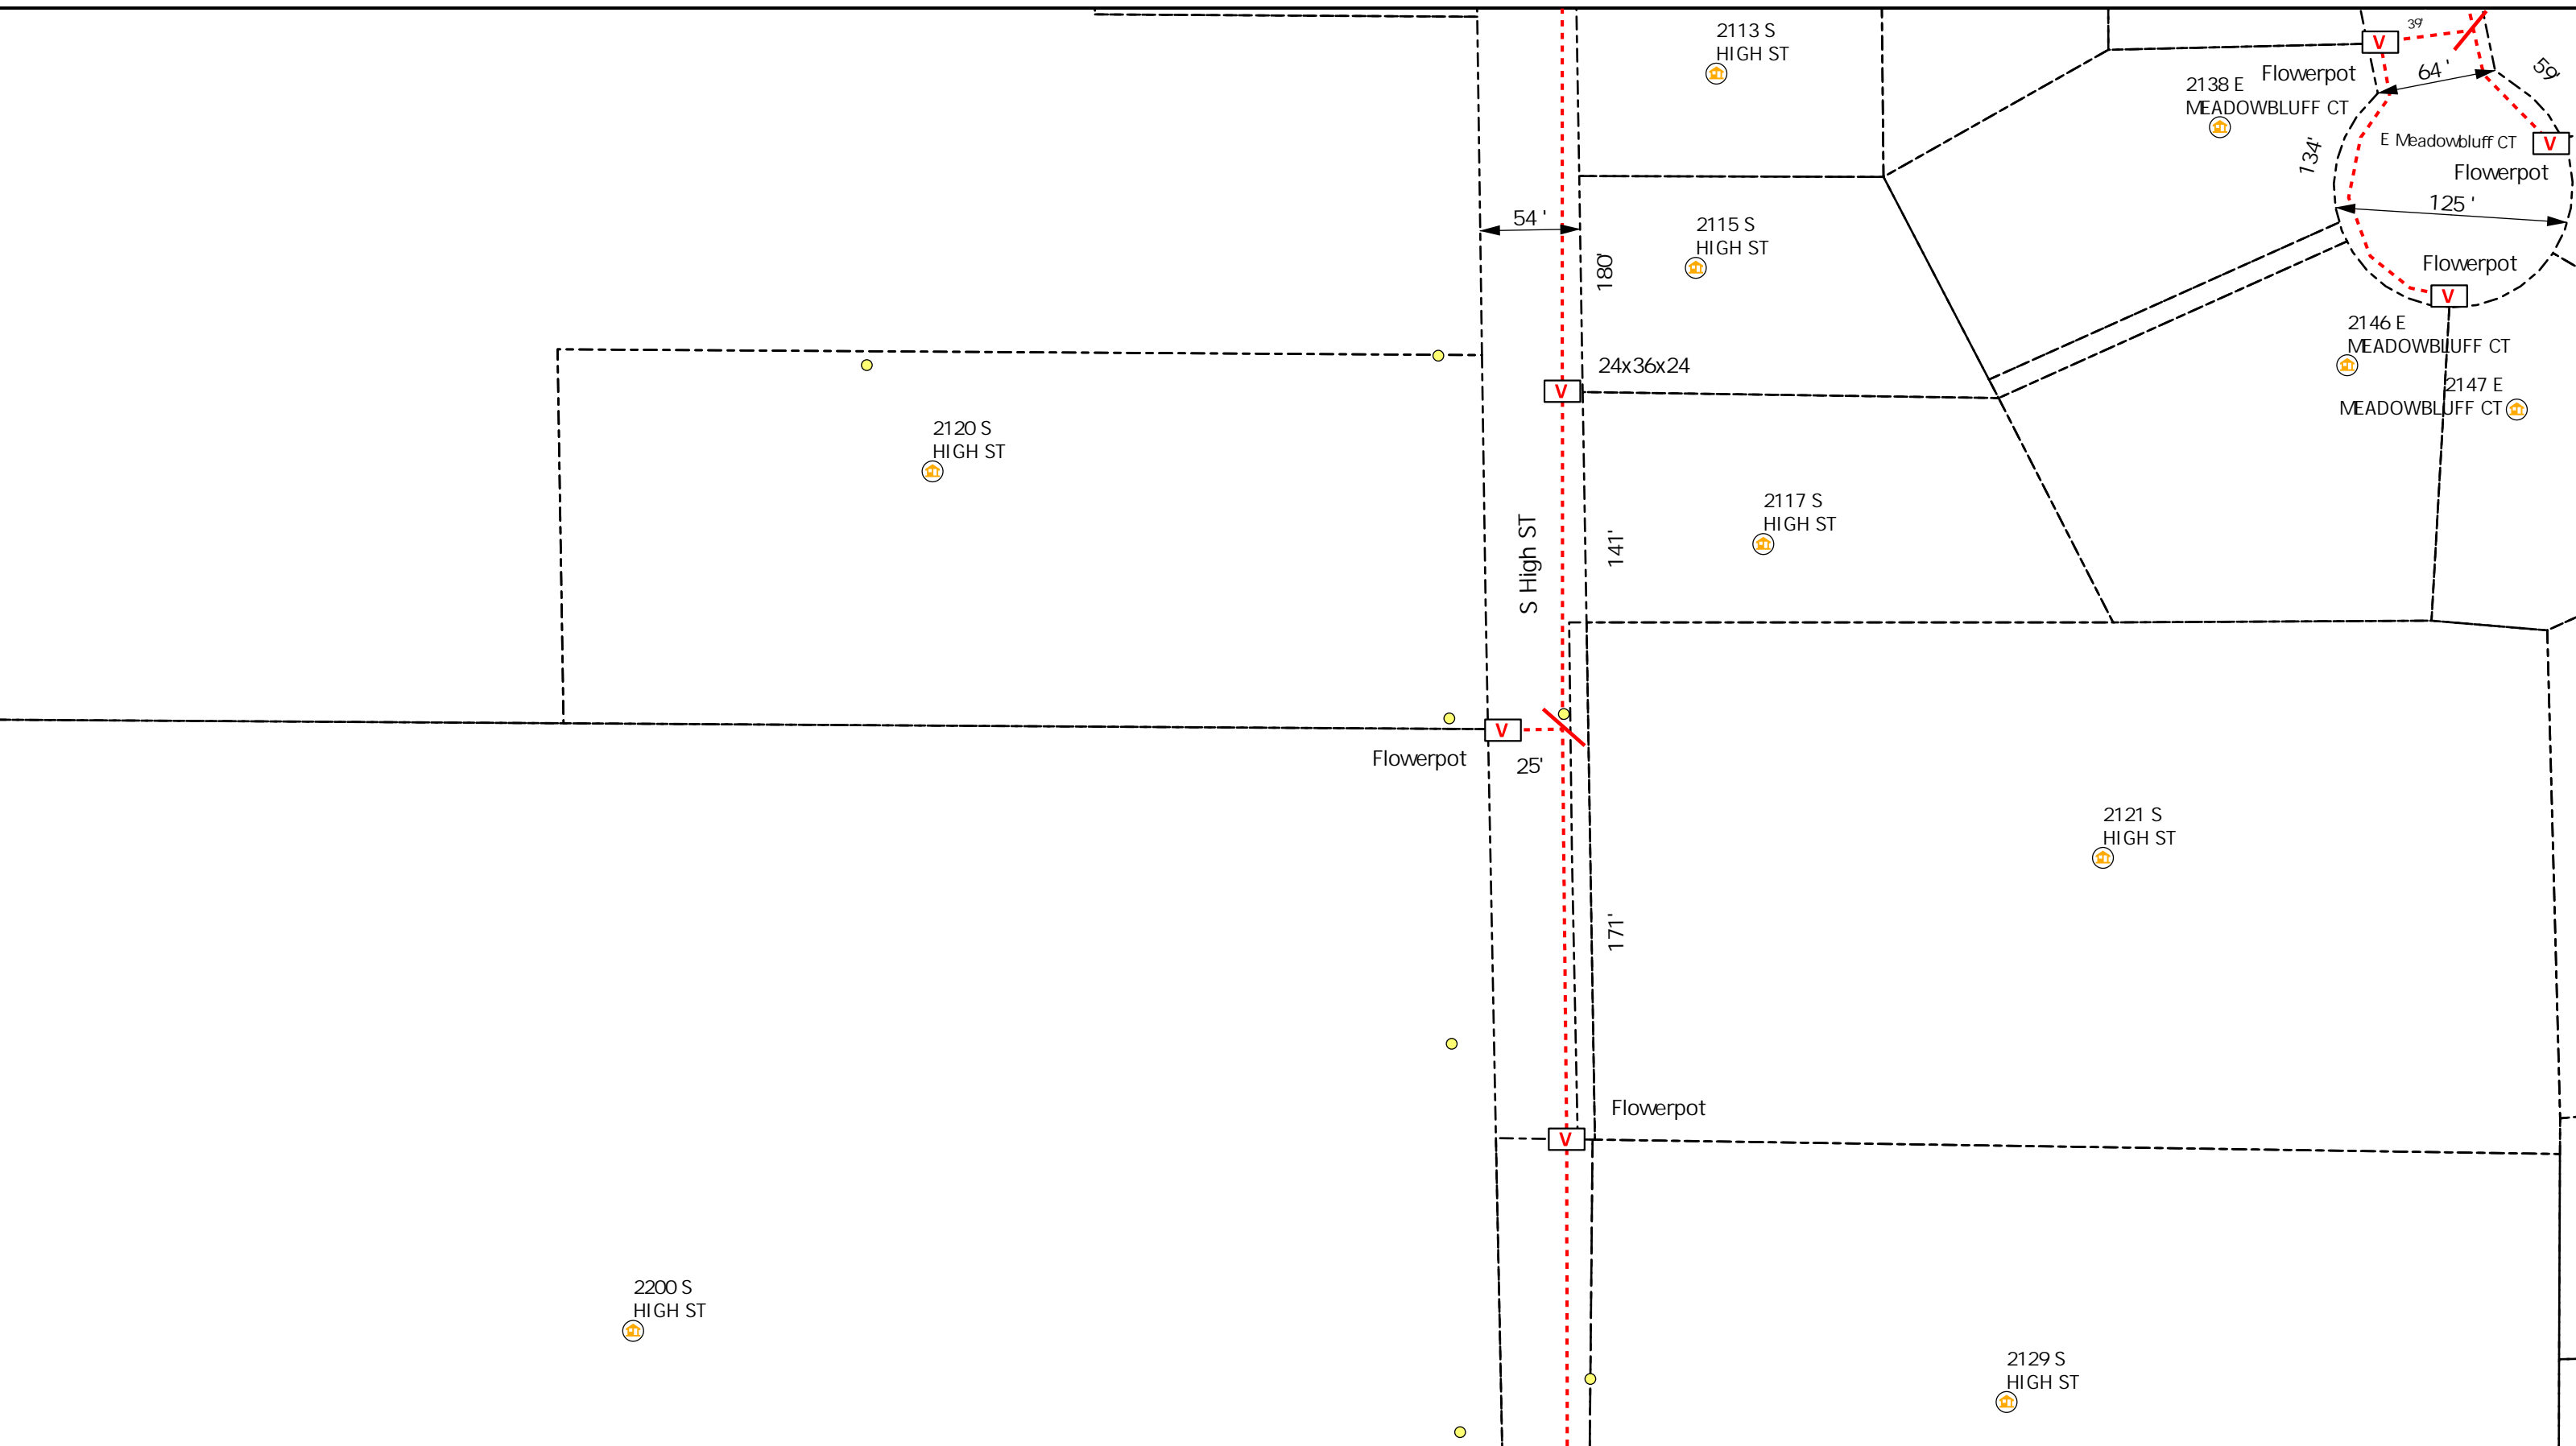 2113 S
HIGH ST
39'
V
Flowerpot
64 '
59'
2138 E
MEADOWBLUFF CT
134'
E Meadowbluff CT
V
Flowerpot
125 '
54 '
2115 S
HIGH ST
180'
Flowerpot
V
2146 E
MEADOWBLUFF CT
24x36x24
V
2147 E
MEADOWBLUFF CT
2120 S
HIGH ST
2117 S
HIGH ST
S High ST
141'
V
Flowerpot
25'
2121 S
HIGH ST
171'
Flowerpot
V
2200 S
HIGH ST
2129 S
HIGH ST